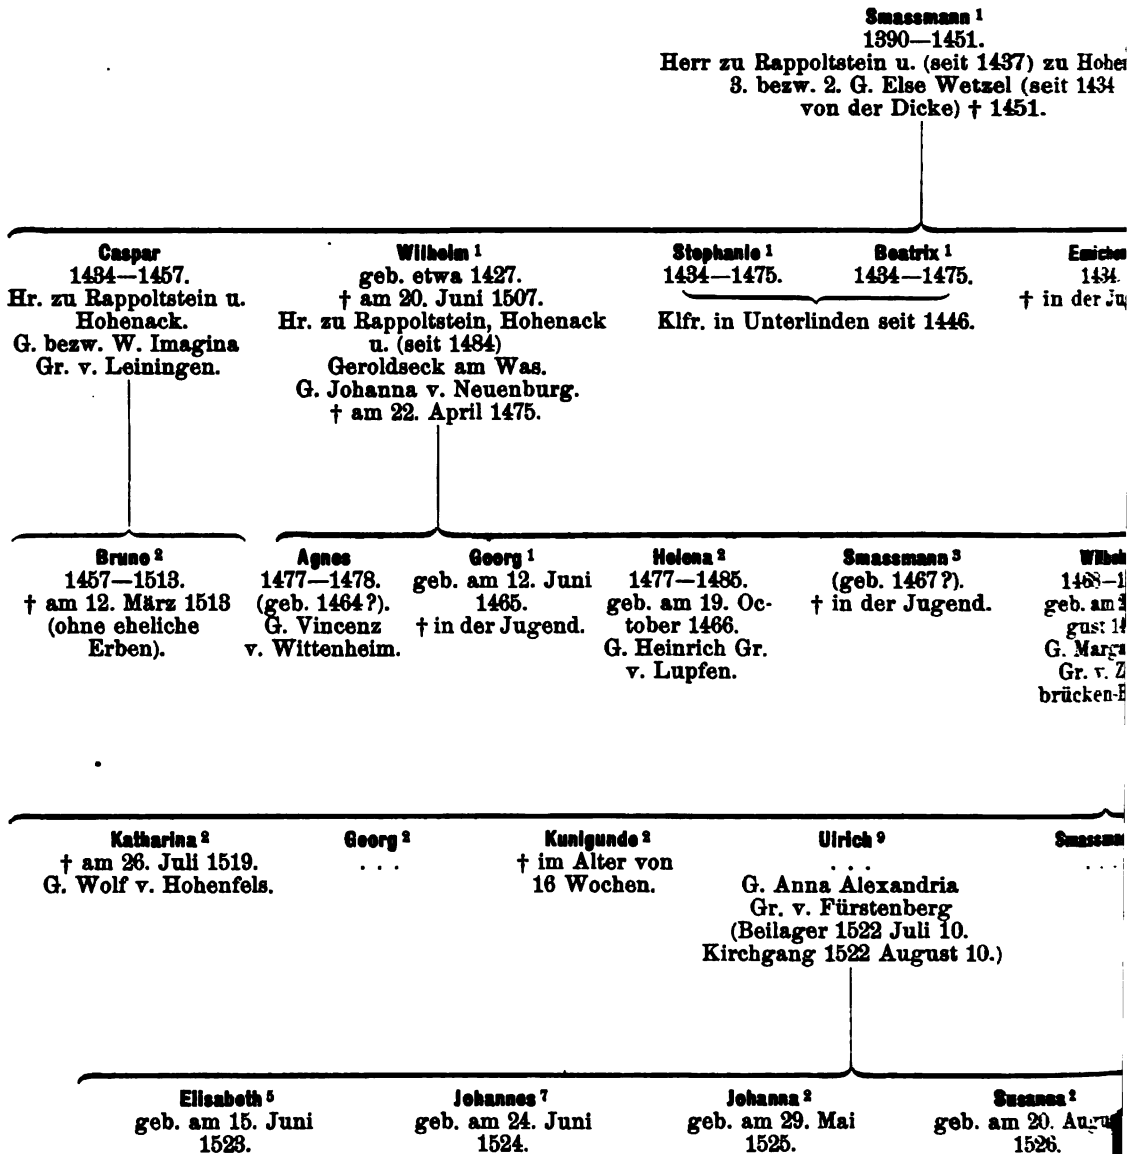 Smassmann 1
1390—1451.
Herr zu Rappoltstein u. (seit 1437) zu
3. bezw. 2. G. Else Wetzel (seit 1434
von der Dicke) † 1451.
Caspar
1434—1457.
Hr. zu Rappoltstein u.
Hohenack.
G. bezw. W. Imagina
Gr. v. Leiningen.
Wilhelm 1
geb. etwa 1427.
† am 20. Juni 1507.
Hr. zu Rappoltstein, Hohenack
u. (seit 1484)
Geroldseck am Was.
G. Johanna v. Neuenburg.
† am 22. April 1475.
Stephanie 1
1434—1475.
Beatrix 1
1434—1475.
Klfr. in Unterlinden seit 1446.
1434.
† in der
Bruno 2
1457—1513.
† am 12. März 1513
(ohne eheliche
Erben).
Agnes
1477—1478.
(geb. 1464?).
G. Vincenz
v. Wittenheim.
Georg 1
geb. am 12. Juni
1465.
† in der Jugend.
Helena 2
1477—1485.
geb. am 19. Oc-
tober 1466.
G. Heinrich Gr.
v. Lupfen.
Smassmann 3
(geb. 1467?).
† in der Jugend.
1468—
geb. am
G.
Gr. v.
Katharina 2
† am 26. Juli 1519.
G. Wolf v. Hohenfels.
Georg 2
. . .
Kunigunde 2
† im Alter von
16 Wochen.
Ulrich 9
. . .
G. Anna Alexandria
Gr. v. Fürstenberg
(Beilager 1522 Juli 10.
Kirchgang 1522 August 10.)
. . .
Elisabeth 5
geb. am 15. Juni
1523.
Johannes 7
geb. am 24. Juni
1524.
Johanna 2
geb. am 29. Mai
1525.
Susanna 2
geb. am 20.
1526.